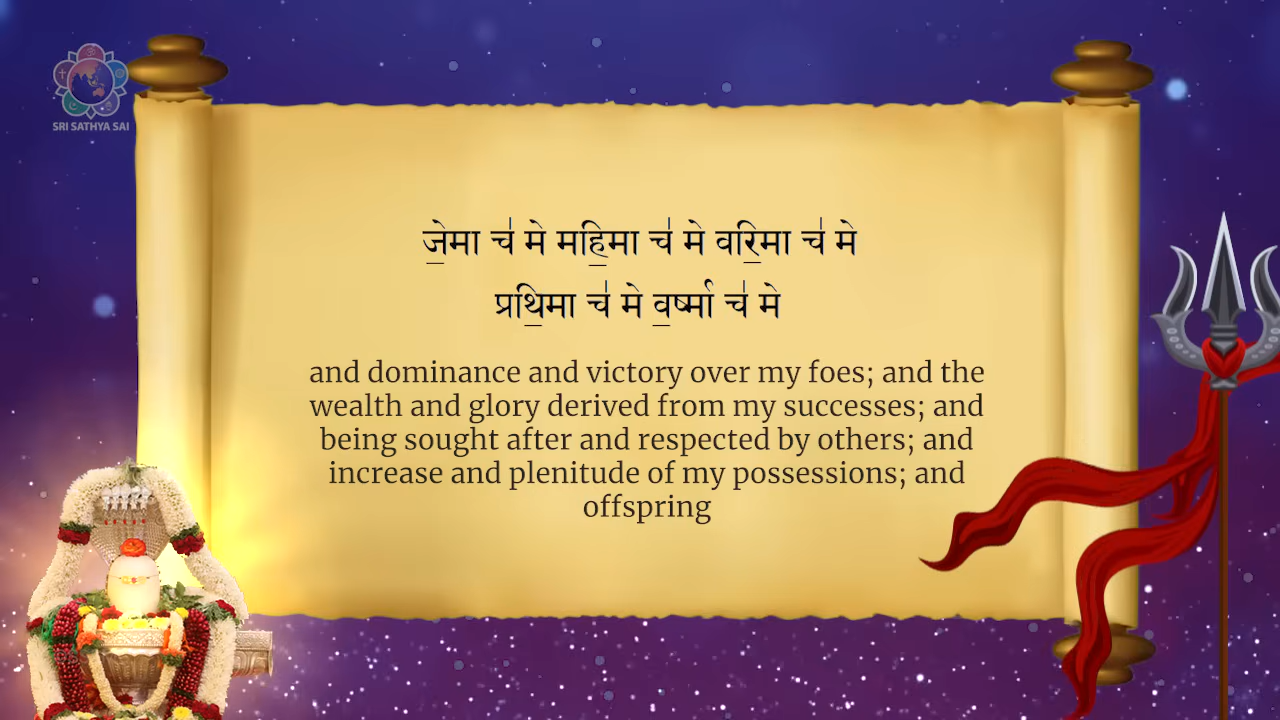 SRI SATHYA SAI
जे॒मा च॑ मे महि॒मा च॑ मे वरि॒मा च॑ मे
प्रथि॒मा च॑ मे व॒र्ष्मा च॑ मे
and dominance and victory over my foes; and the
wealth and glory derived from my successes; and
being sought after and respected by others; and
increase and plenitude of my possessions; and
offspring